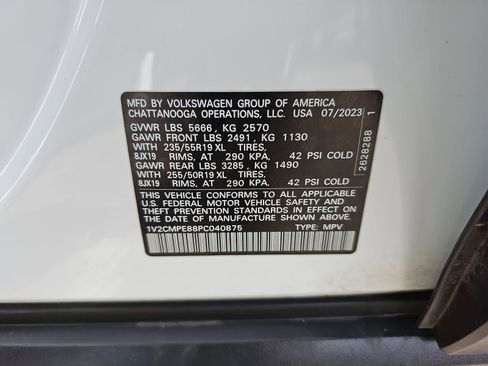 MFD BY VOLKSWAGEN GROUP OF AMERICA
CHATTANOOGA OPERATIONS, LLC. USA 07/2023
GVWR LBS 5666, KG 2570
GAWR FRONT LBS 2491, KG 1130
WITH 235/55R19 XL TIRES,
8JX19 RIMS, AT 290 KPA, 42 PSI COLD
GAWR REAR LBS 3285, KG 1490
WITH 255/50R19 XL TIRES,
8JX19 RIMS, AT 290 KPA, 42 PSI COLD
THIS VEHICLE CONFORMS TO ALL APPLICABLE
U.S. FEDERAL MOTOR VEHICLE SAFETY AND
THEFT PREVENTION STANDARDS IN EFFECT ON
THE DATE OF MANUFACTURE SHOWN ABOVE.
1V2CMPE88PC040875 TYPE: MPV
2628288 1